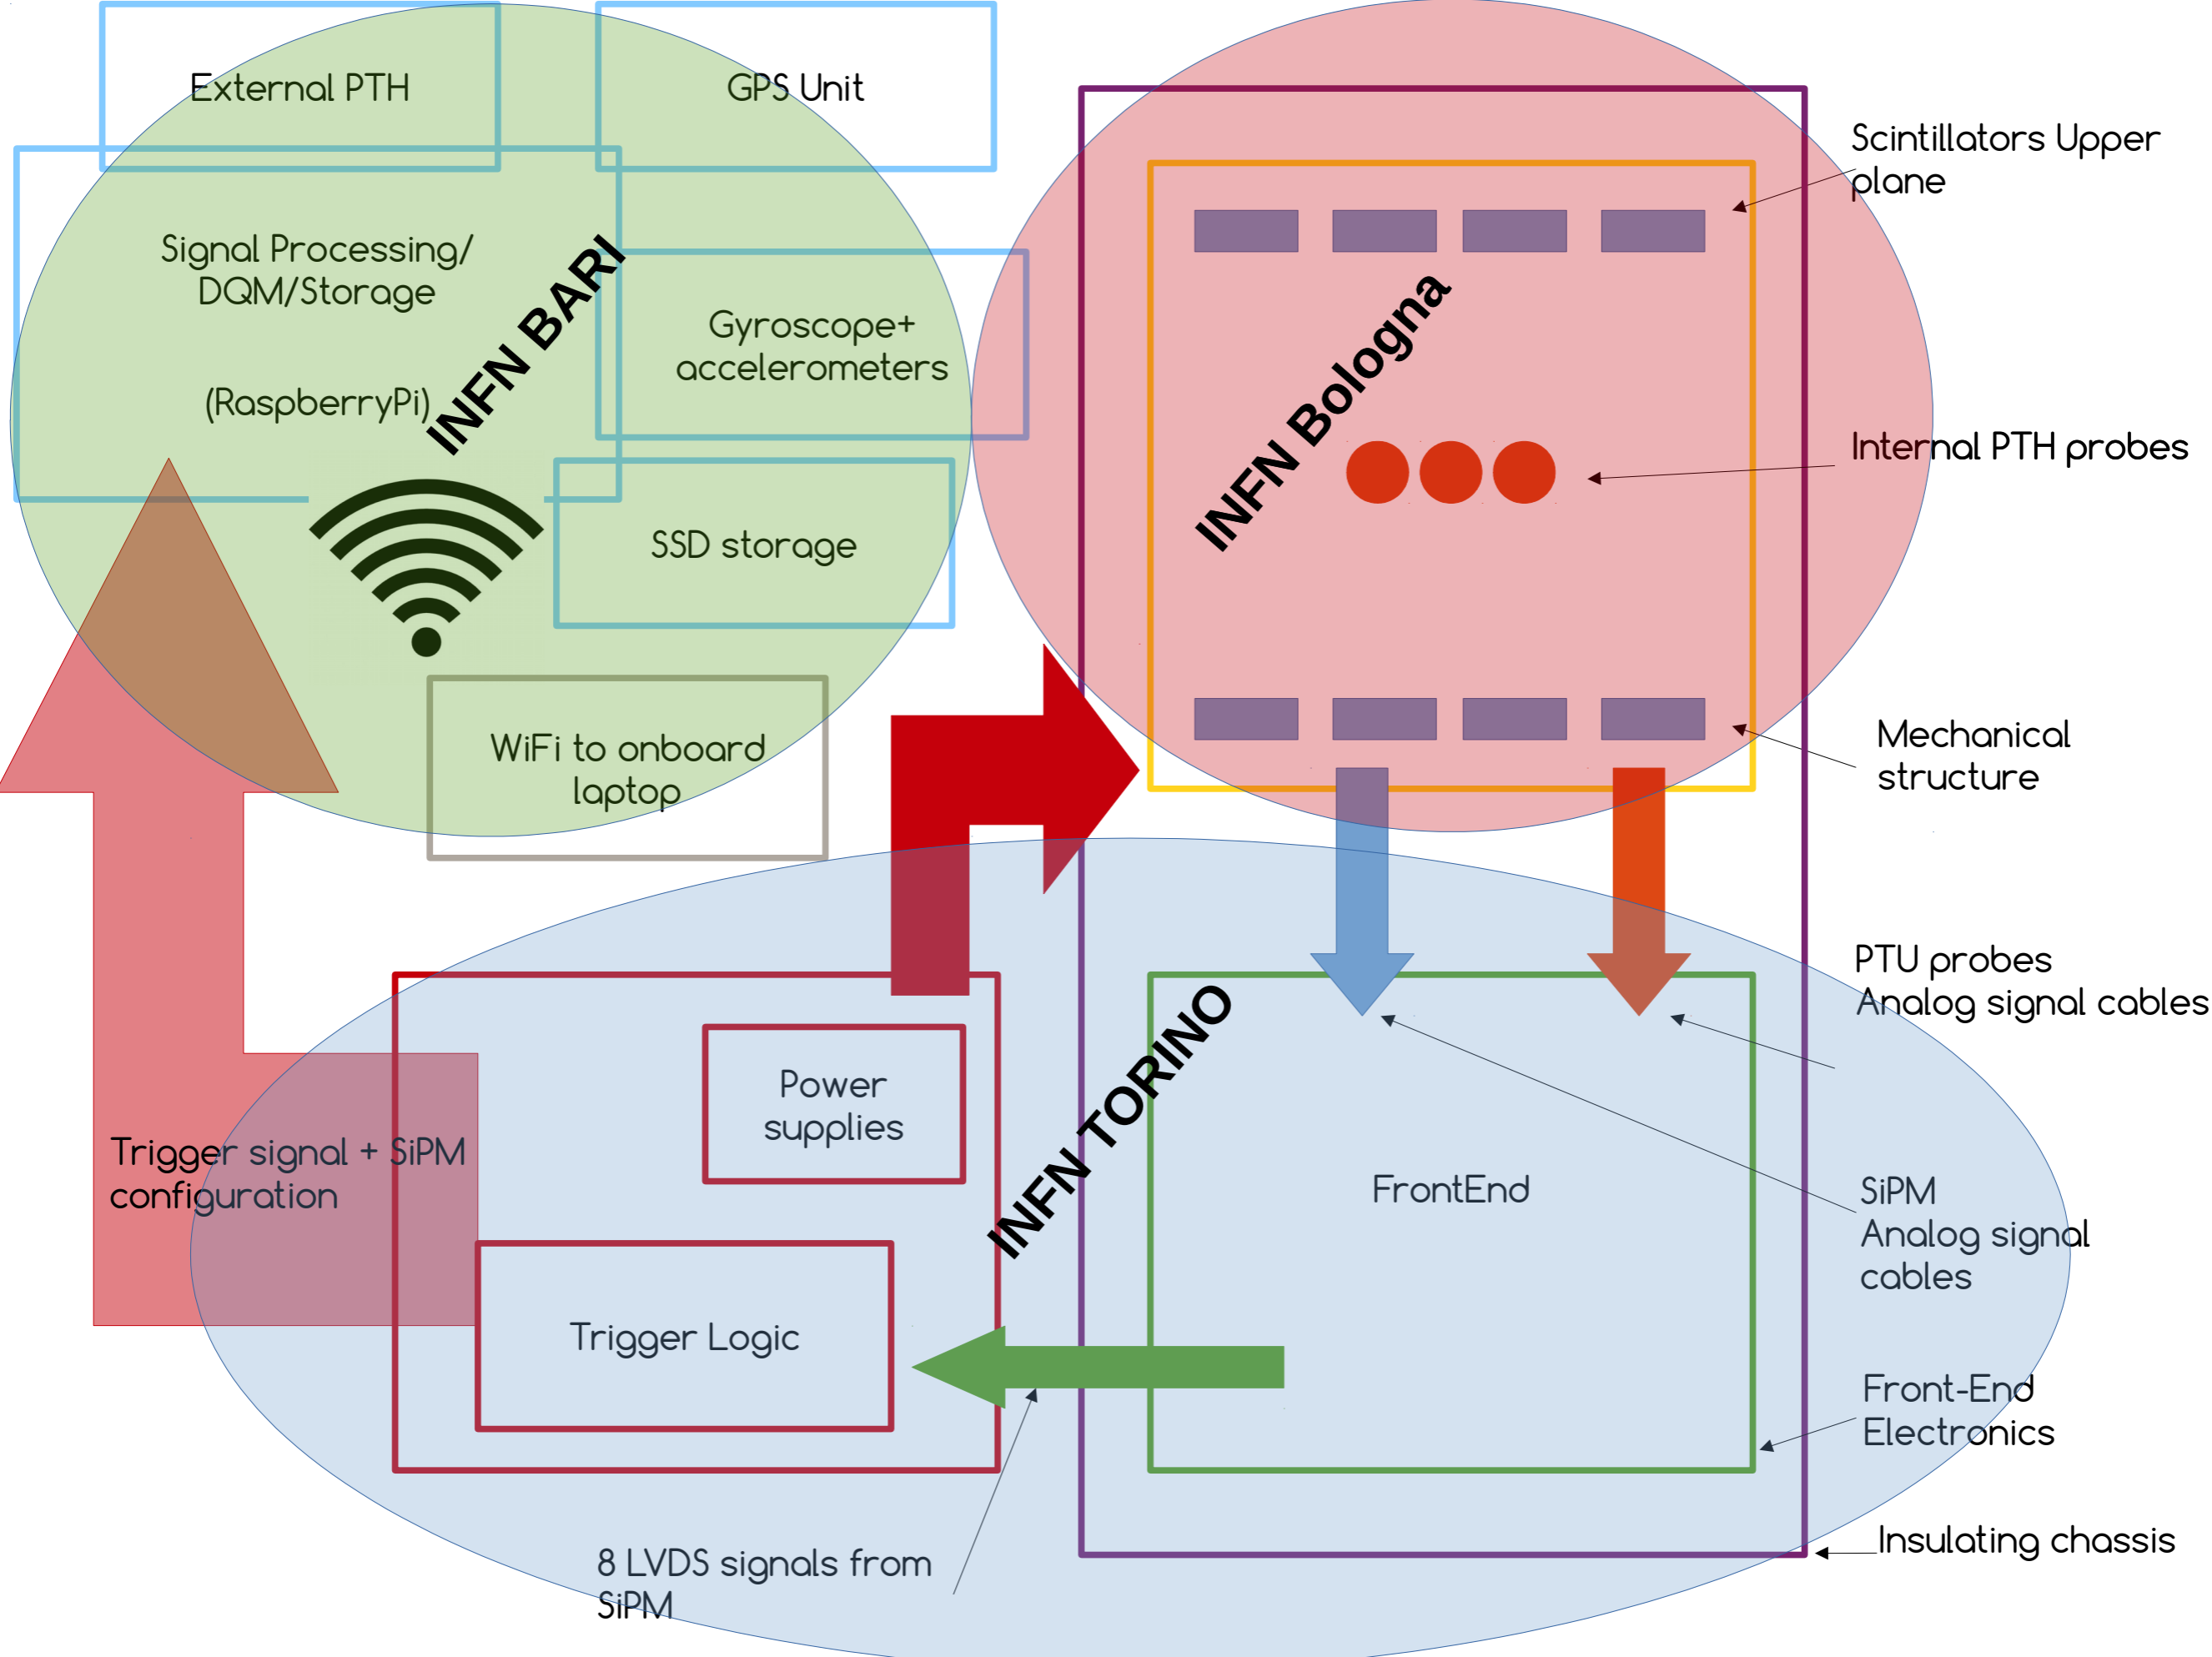 External PTH
GPS Unit
Signal Processing/
DQM/Storage
(RaspberryPi)
INFN BARI
Gyroscope+
accelerometers
SSD storage
WiFi to onboard
laptop
INFN Bologna
Scintillators Upper
plane
Internal PTH probes
Mechanical
structure
PTU probes
Analog signal cables
Power
supplies
INFN TORINO
FrontEnd
Trigger signal + SiPM
configuration
SiPM
Analog signal
cables
Trigger Logic
Front-End
Electronics
8 LVDS signals from
SiPM
Insulating chassis